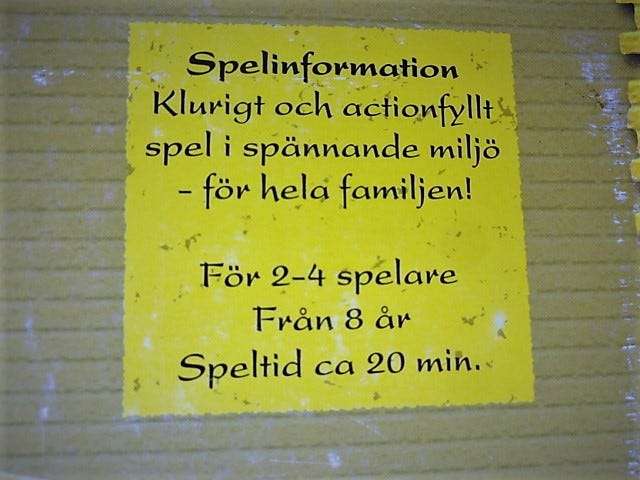 Spelinformation
Klurigt och actionfyllt
spel i spännande miljö
- för hela familjen!
För 2-4 spelare
Från 8 år
Speltid ca 20 min.